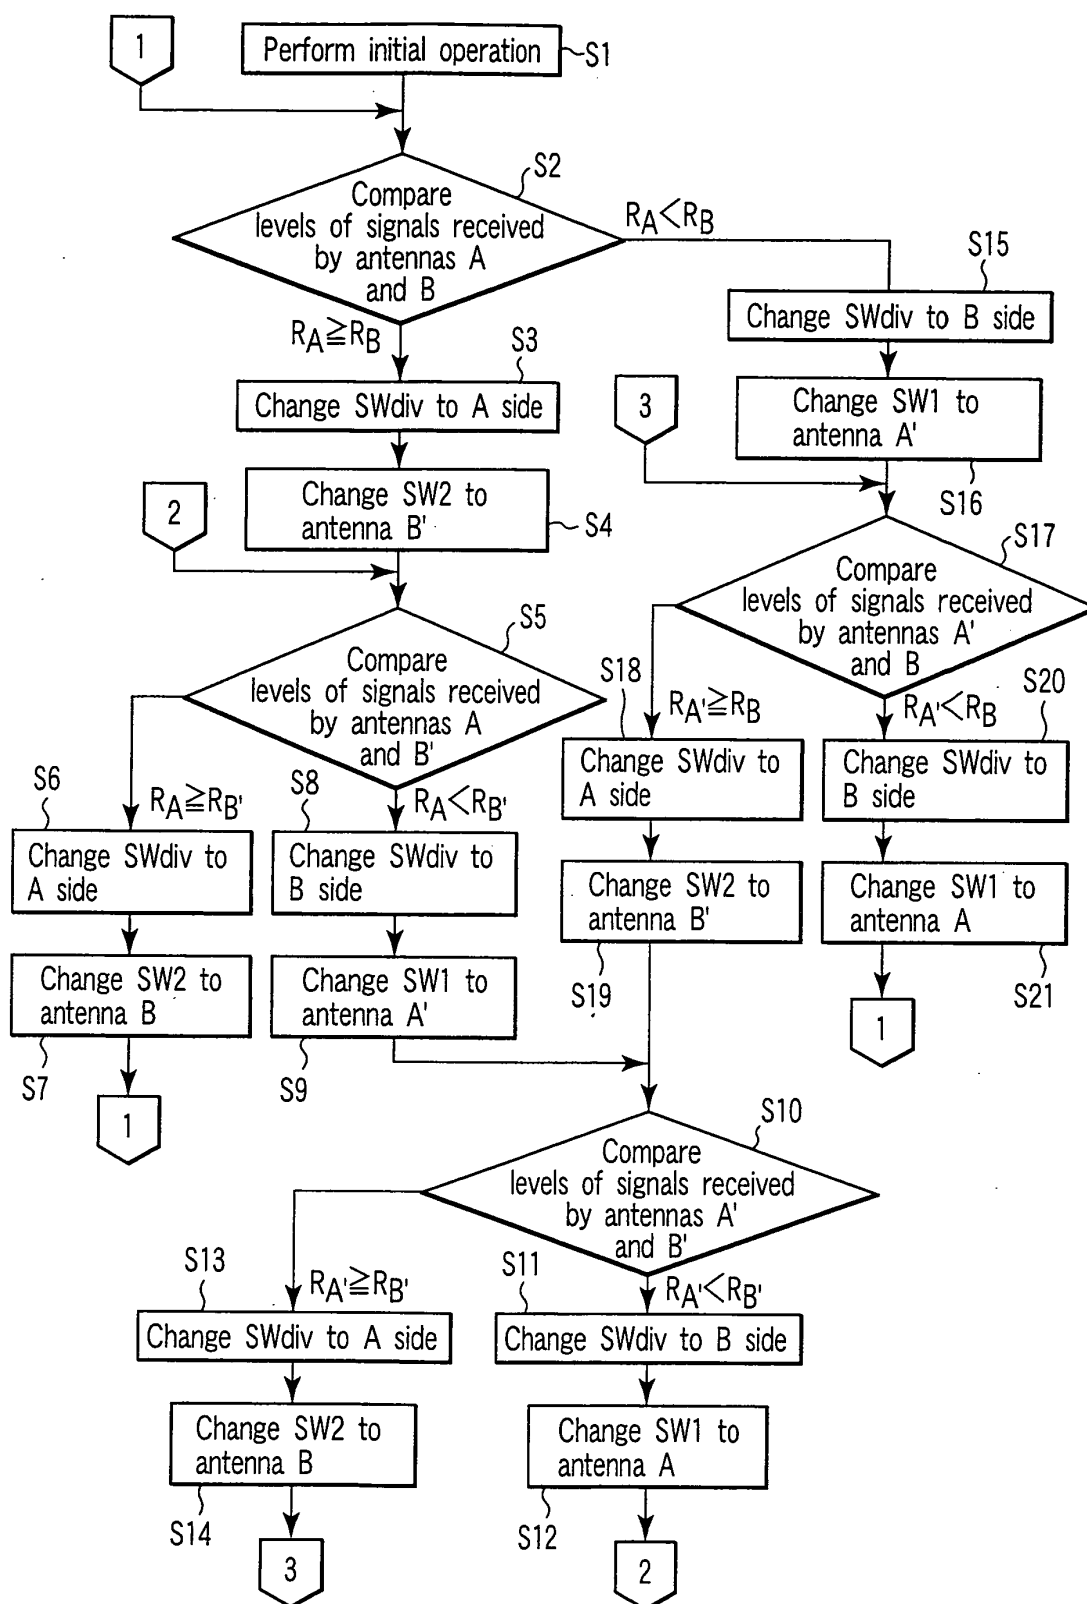 1
Perform initial operation
S1
S2
Compare
levels of signals received
by antennas A
and B
RA<RB
RA≧RB
S15
Change SWdiv to B side
S3
Change SWdiv to A side
3
Change SW1 to
antenna A'
S16
2
Change SW2 to
antenna B'
S4
S17
Compare
levels of signals received
by antennas A'
and B
S5
Compare
levels of signals received
by antennas A
and B'
S18
RA'≧RB
RA'<RB
S20
Change SWdiv to
A side
Change SWdiv to
B side
S6
RA≧RB'
S8
RA<RB'
Change SWdiv to
A side
Change SWdiv to
B side
Change SW2 to
antenna B'
S19
Change SW1 to
antenna A
S21
Change SW2 to
antenna B
S7
Change SW1 to
antenna A'
S9
1
1
S10
Compare
levels of signals received
by antennas A'
and B'
S13
RA'≧RB'
S11
RA'<RB'
Change SWdiv to A side
Change SWdiv to B side
Change SW2 to
antenna B
S14
Change SW1 to
antenna A
S12
3
2